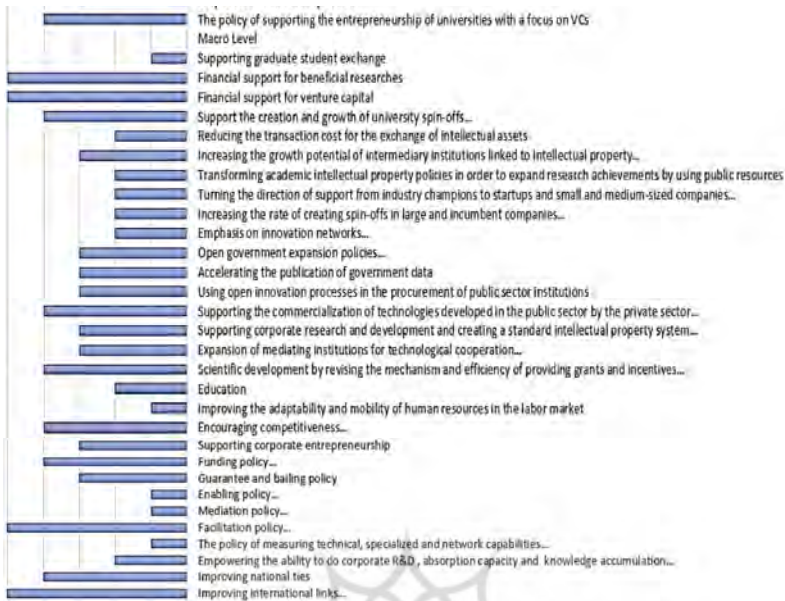 The policy of supporting the entrepreneurship of universities with a focus on VCs
Macro Level
Supporting graduate student exchange
Financial support for beneficial researches
Financial support for venture capital
Support the creation and growth of university spin-offs...
Reducing the transaction cost for the exchange of intellectual assets
Increasing the growth potential of intermediary institutions linked to intellectual property...
Transforming academic intellectual property policies in order to expand research achievements by using public resources
Turning the direction of support from industry champions to startups and small and medium-sized companies...
Increasing the rate of creating spin-offs in large and incumbent companies...
Emphasis on innovation networks...
Open government expansion policies...
Accelerating the publication of government data
Using open innovation processes in the procurement of public sector institutions
Supporting the commercialization of technologies developed in the public sector by the private sector...
Supporting corporate research and development and creating a standard intellectual property system...
Expansion of mediating institutions for technological cooperation...
Scientific development by revising the mechanism and efficiency of providing grants and incentives...
Education
Improving the adaptability and mobility of human resources in the labor market
Encouraging competitiveness...
Supporting corporate entrepreneurship
Funding policy...
Guarantee and bailing policy
Enabling policy...
Mediation policy...
Facilitation policy...
The policy of measuring technical, specialized and network capabilities...
Empowering the ability to do corporate R&D , absorption capacity and knowledge accumulation...
Improving national ties
Improving international links...